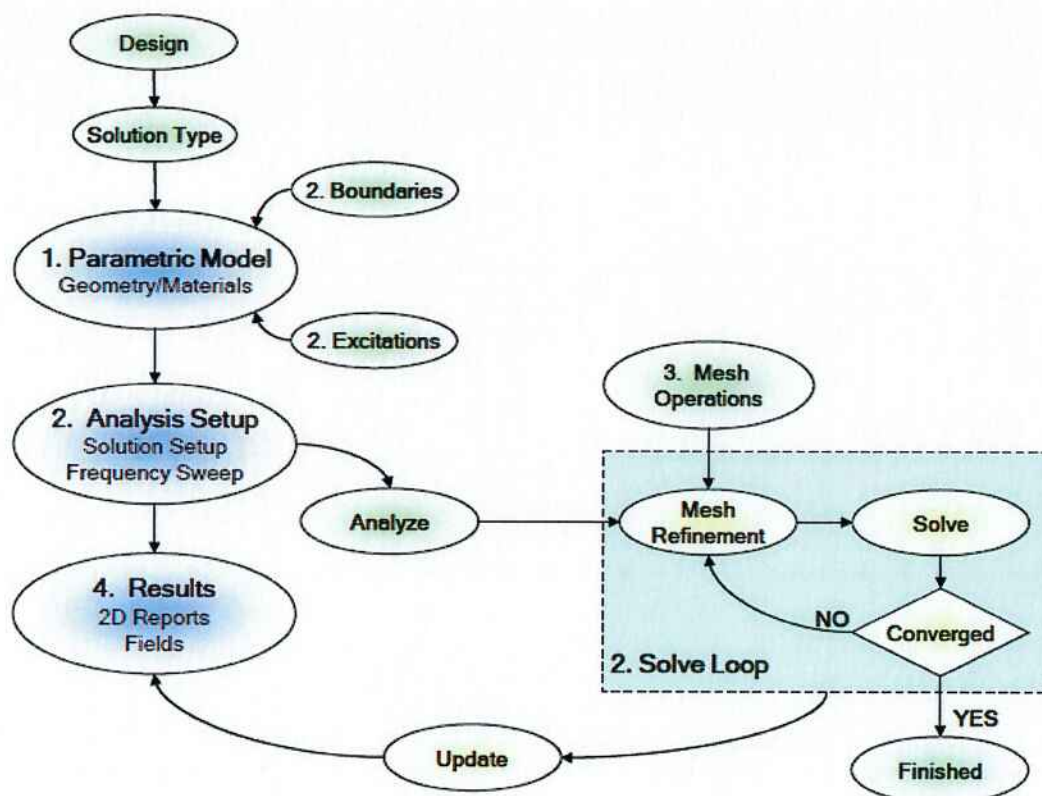 Design
Solution Type
2. Boundaries
1. Parametric Model
Geometry/Materials
2. Excitations
3. Mesh
Operations
2. Analysis Setup
Solution Setup
Frequency Sweep
Analyze
Mesh
Refinement
Solve
4. Results
2D Reports
Fields
NO
Converged
2. Solve Loop
YES
Update
Finished